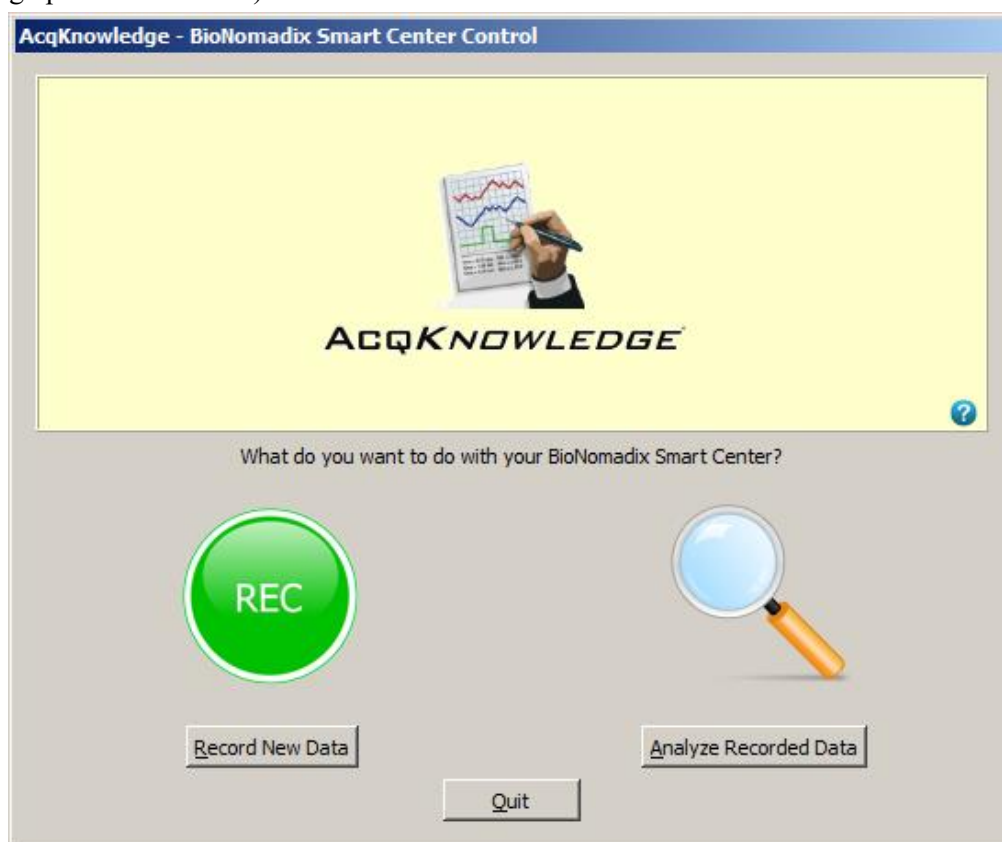 AcqKnowledge - BioNomadix Smart Center Control
ACQKNOWLEDGE
?
What do you want to do with your BioNomadix Smart Center?
REC
Record New Data
Analyze Recorded Data
Quit